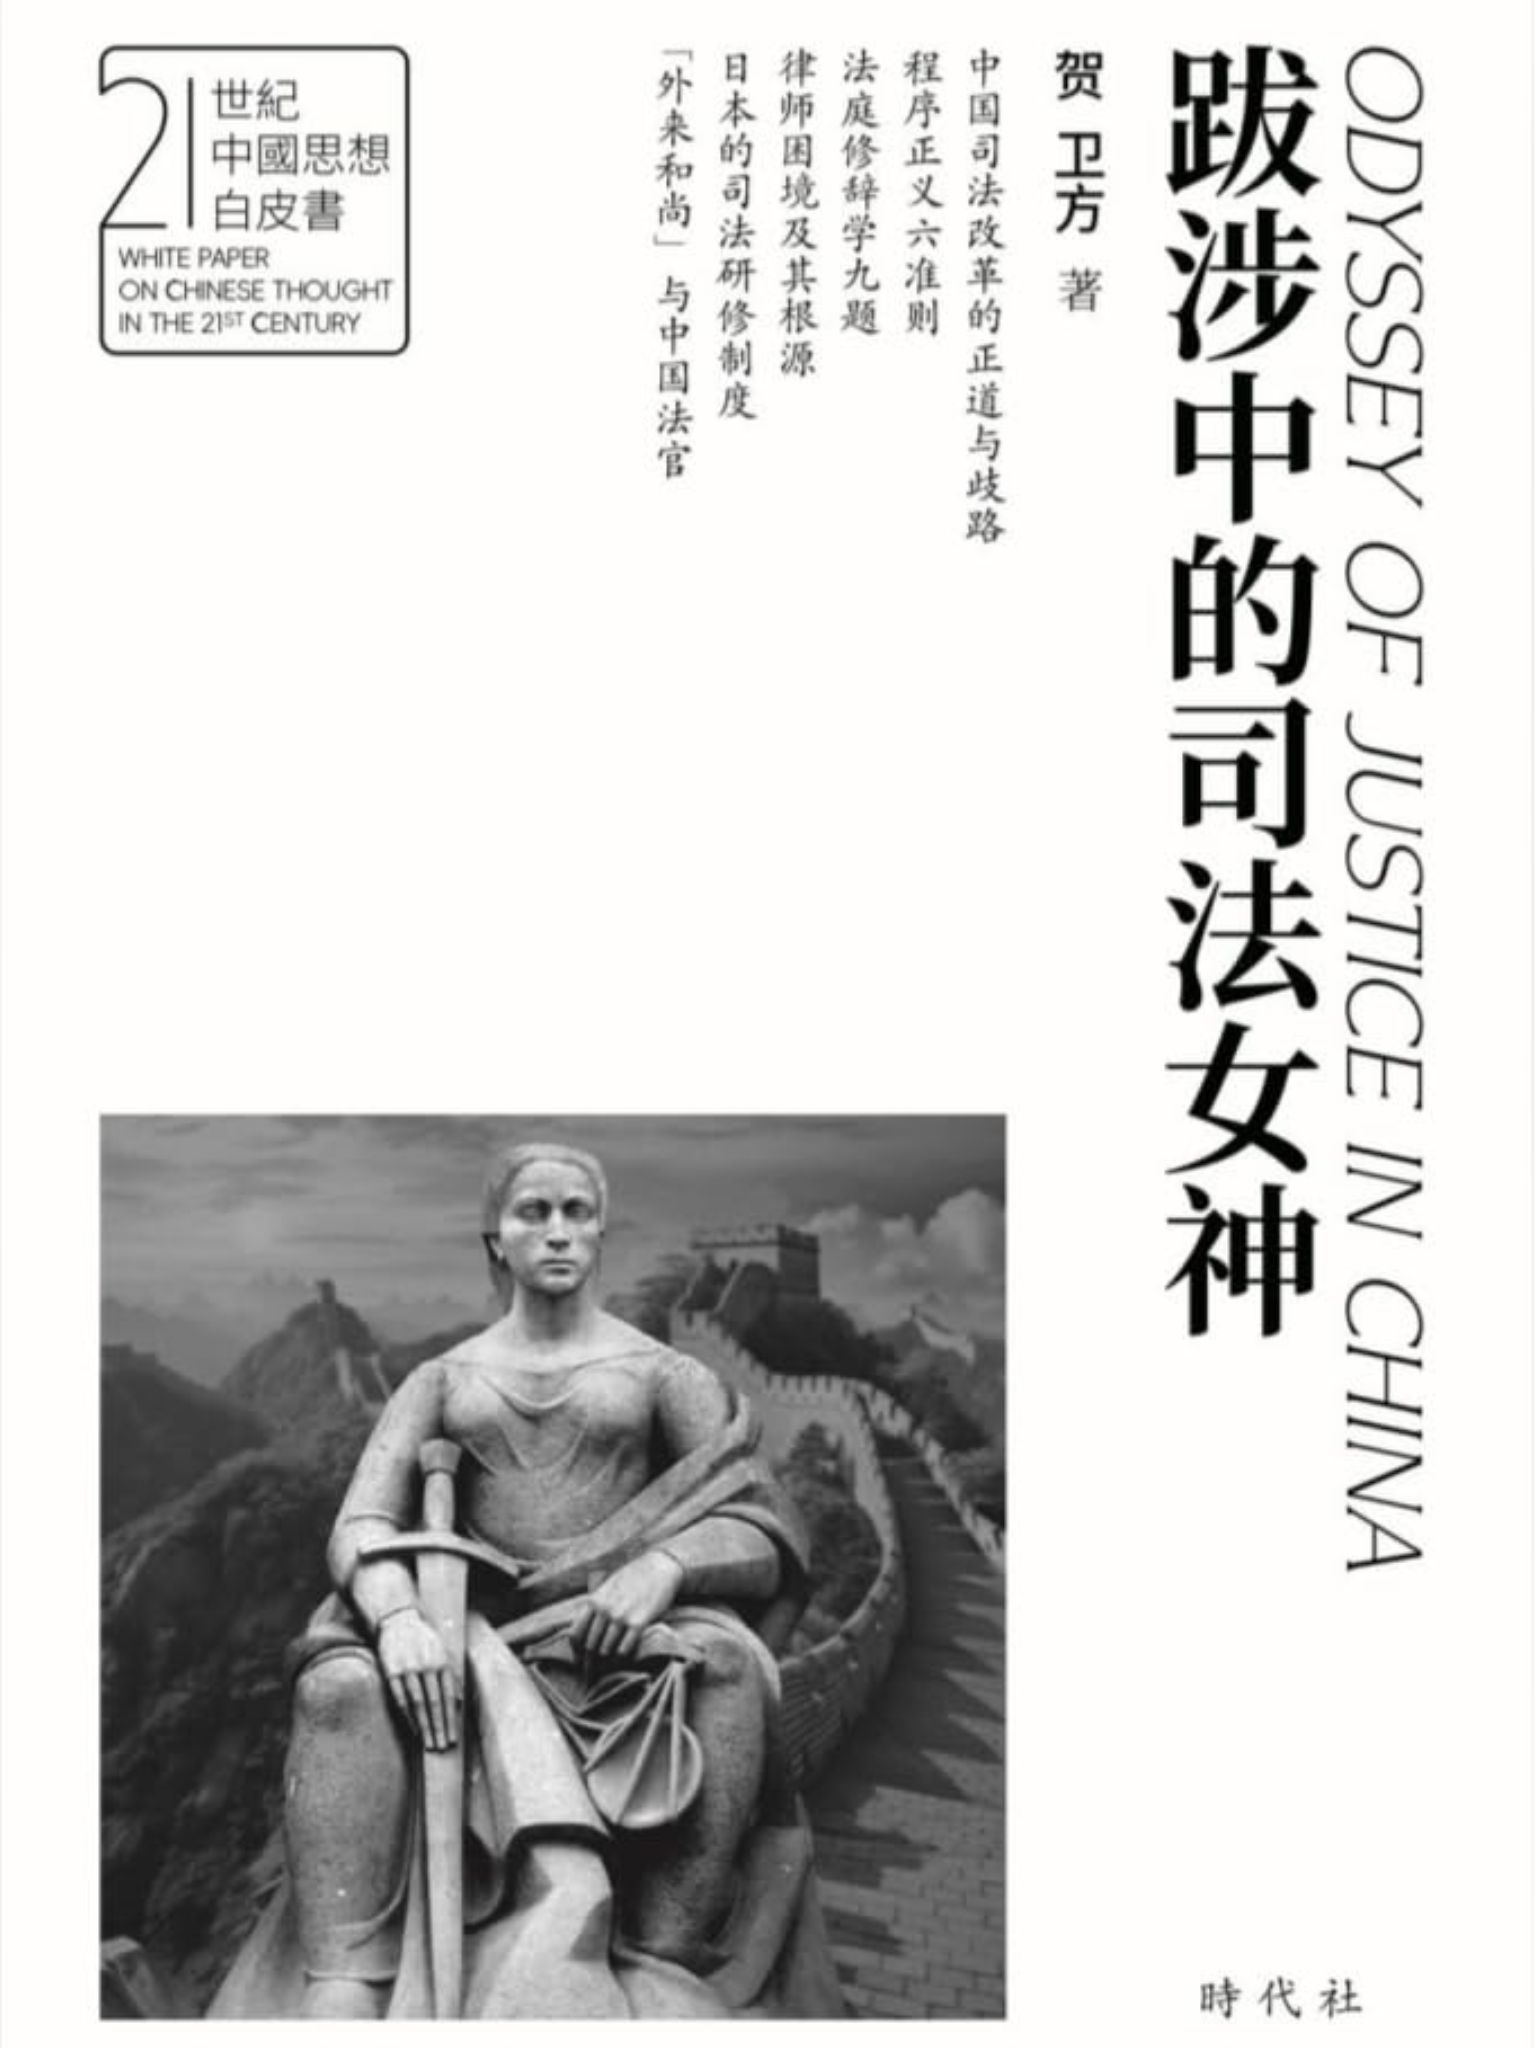 ODYSSEY OF JUSTICE IN CHINA
跋涉中的司法女神
贺卫方 著
中国司法改革的正道与歧路
程序正义六准则
法庭修辞学九题
律师困境及其根源
日本的司法研修制度
「外来和尚」与中国法官
21
世紀
中國思想
白皮書
WHITE PAPER
ON CHINESE THOUGHT
IN THE 21ST CENTURY
時代社